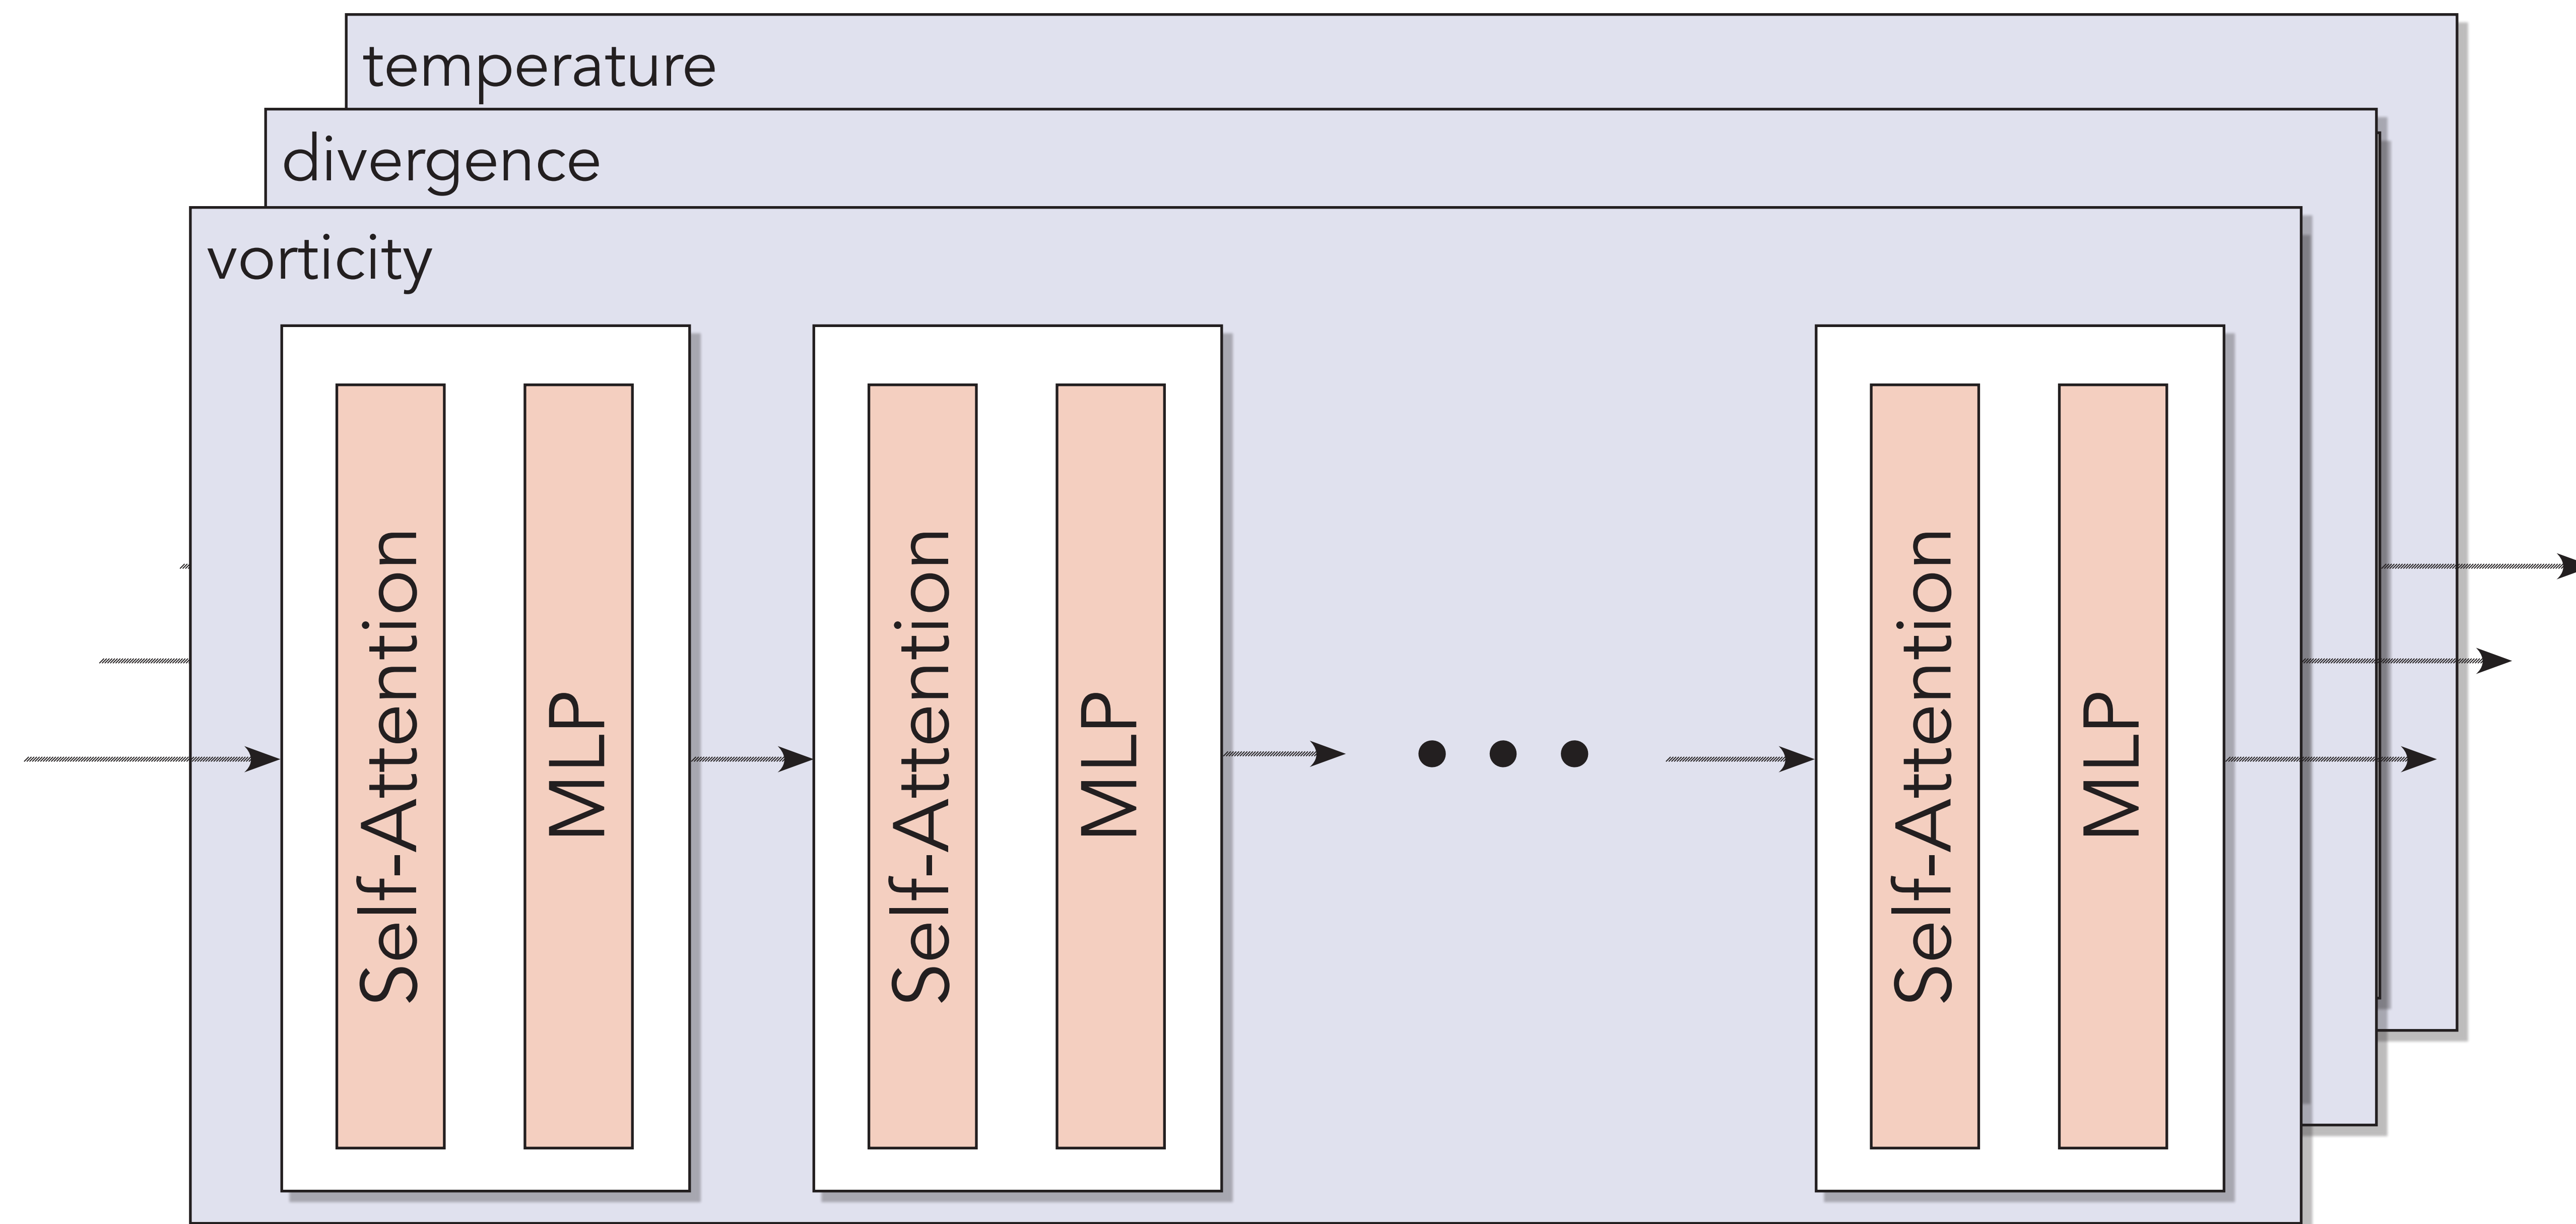 temperature
divergence
vorticity
Self-Attention
MLP
Self-Attention
MLP
Self-Attention
MLP